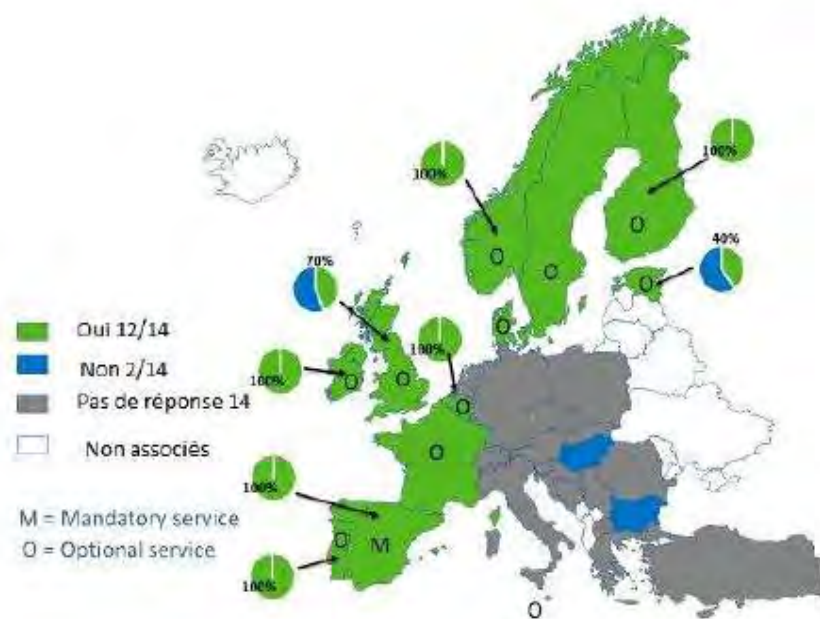 100%
100%
O
O
O
70%
40%
100%
O
O
100%
O
O
O
O
100%
O
M
100%
O
Oui 12/14
Non 2/14
Pas de réponse 14
Non associés
M = Mandatory service
O = Optional service